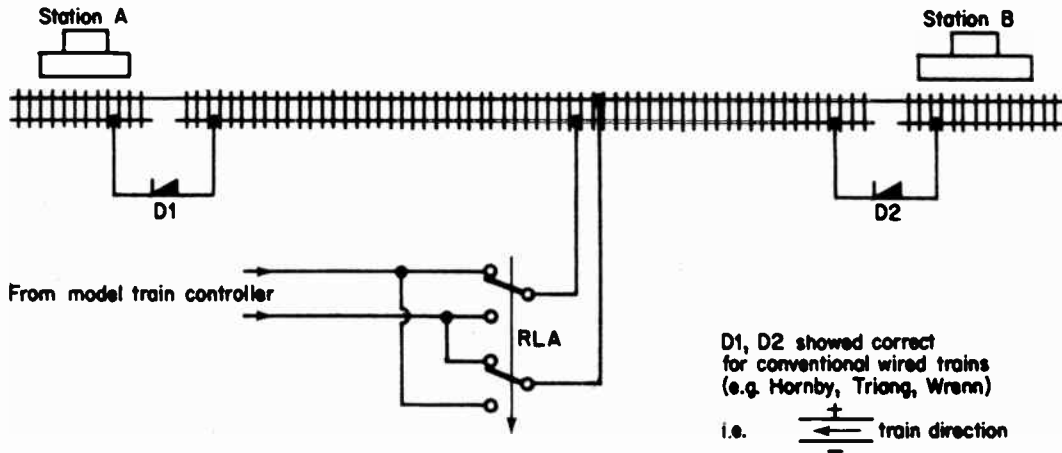 Station A
Station B
D1
D2
From model train controller
RLA
D1, D2 showed correct
for conventional wired trains
(e.g. Hornby, Triang, Wrenn)
+
i.e. train direction
–